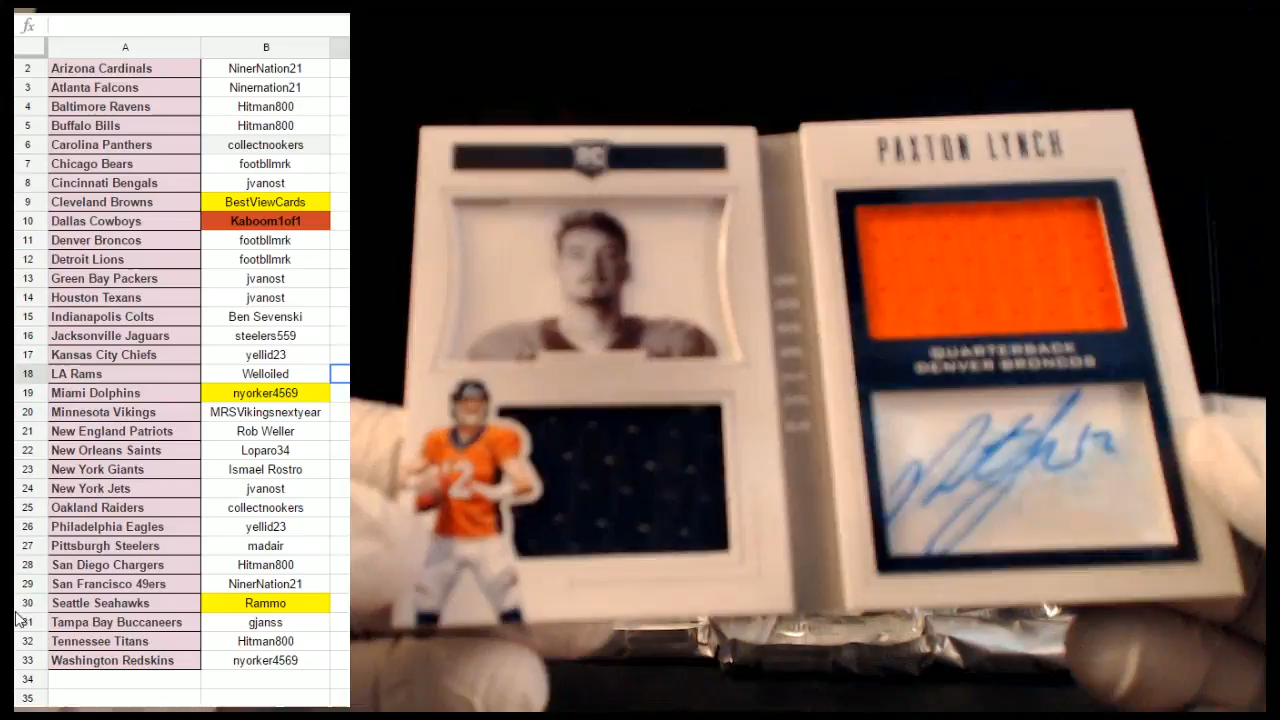 fx
A B
2 Arizona Cardinals NinerNation21
3 Atlanta Falcons Ninernation21
4 Baltimore Ravens Hitman800
5 Buffalo Bills Hitman800
6 Carolina Panthers collectnookers
7 Chicago Bears footbllmrk
8 Cincinnati Bengals jvanost
9 Cleveland Browns BestViewCards
10 Dallas Cowboys Kaboom1of1
11 Denver Broncos footbllmrk
12 Detroit Lions footbllmrk
13 Green Bay Packers jvanost
14 Houston Texans jvanost
15 Indianapolis Colts Ben Sevenski
16 Jacksonville Jaguars steelers559
17 Kansas City Chiefs yellid23
18 LA Rams Welloiled
19 Miami Dolphins nyorker4569
20 Minnesota Vikings MRSVikingsnextyear
21 New England Patriots Rob Weller
22 New Orleans Saints Loparo34
23 New York Giants Ismael Rostro
24 New York Jets jvanost
25 Oakland Raiders collectnookers
26 Philadelphia Eagles yellid23
27 Pittsburgh Steelers madair
28 San Diego Chargers Hitman800
29 San Francisco 49ers NinerNation21
30 Seattle Seahawks Rammo
31 Tampa Bay Buccaneers gjanss
32 Tennessee Titans Hitman800
33 Washington Redskins nyorker4569
34
35
RC
12
PAXTON LYNCH
QUARTERBACK
DENVER BRONCOS